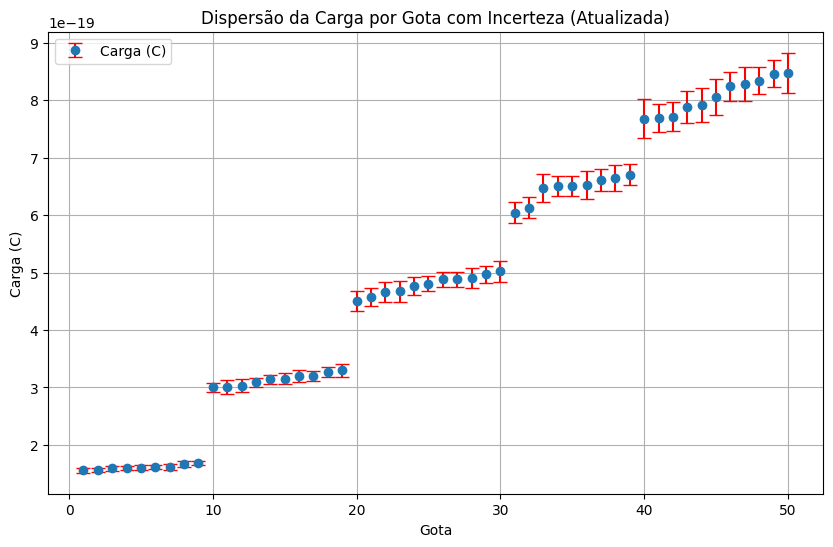 Dispersão da Carga por Gota com Incerteza (Atualizada)
1e−19
Carga (C)
9
8
7
6
5
4
3
2
Carga (C)
0 10 20 30 40 50
Gota